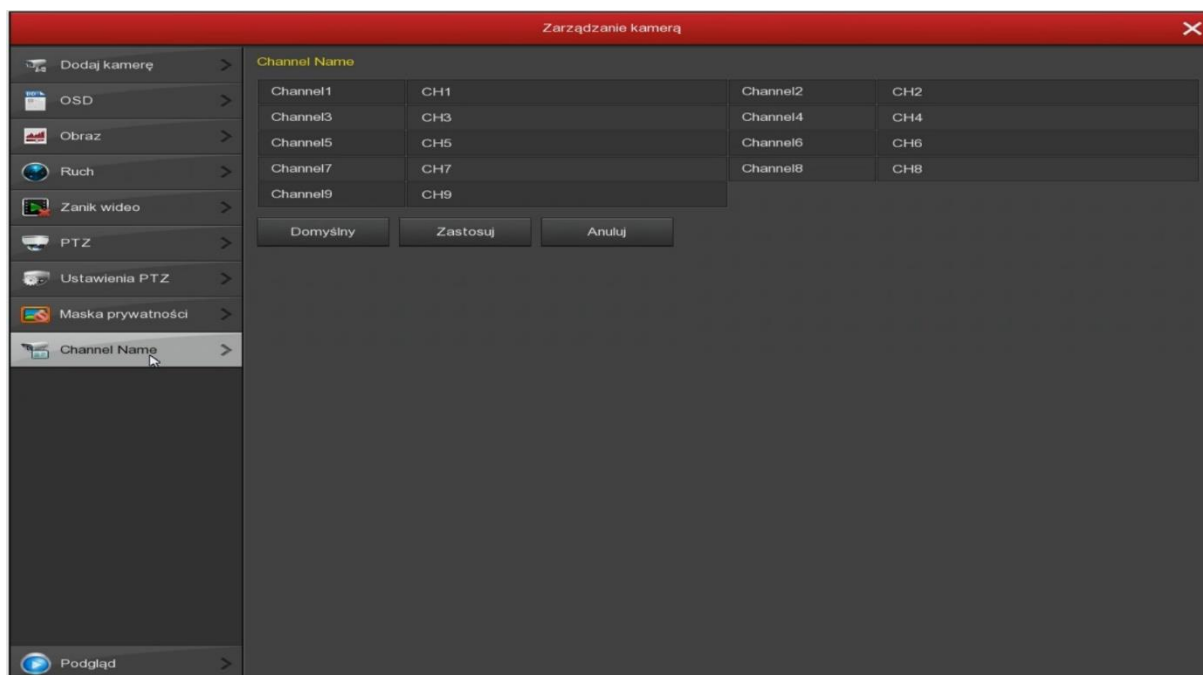 Zarządzanie kamerą
Dodaj kamerę
OSD
Obraz
Ruch
Zanik wideo
PTZ
Ustawienia PTZ
Maska prywatności
Channel Name
Podgląd
Channel Name
Channel1 CH1 Channel2 CH2
Channel3 CH3 Channel4 CH4
Channel5 CH5 Channel6 CH6
Channel7 CH7 Channel8 CH8
Channel9 CH9
Domyślny Zastosuj Anuluj